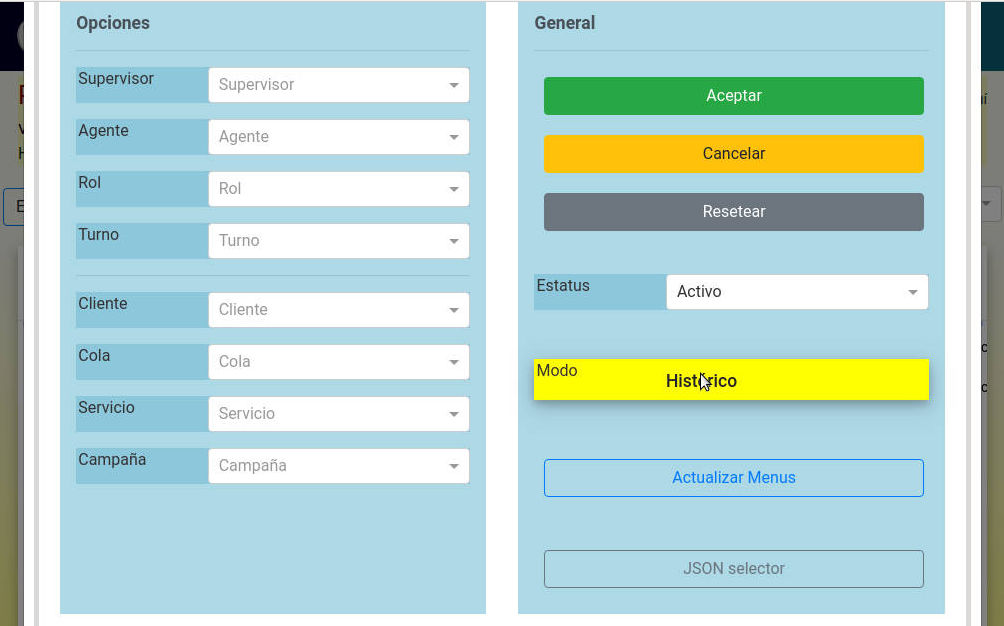 Opciones
Supervisor
Supervisor
Agente
Agente
Rol
Rol
Turno
Turno
Cliente
Cliente
Cola
Cola
Servicio
Servicio
Campaña
Campaña
General
Aceptar
Cancelar
Resetear
Estatus
Activo
Modo
Histórico
Actualizar Menus
JSON selector